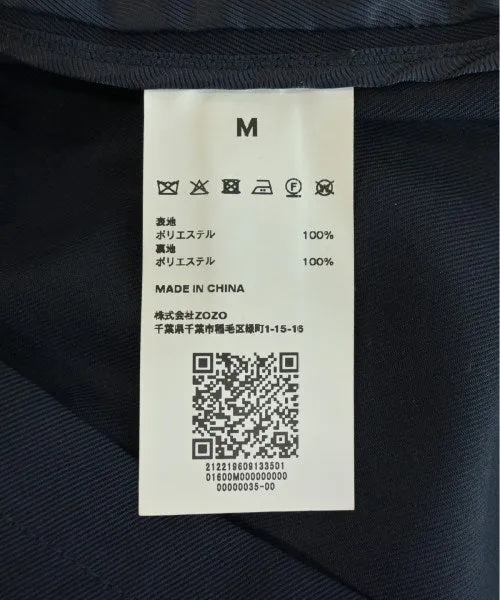 M
表地
ポリエステル 100%
裏地
ポリエステル 100%
MADE IN CHINA
株式会社ZOZO
千葉県千葉市稲毛区緑町1-15-16
212219609133501
01600M000000000
00000035-00